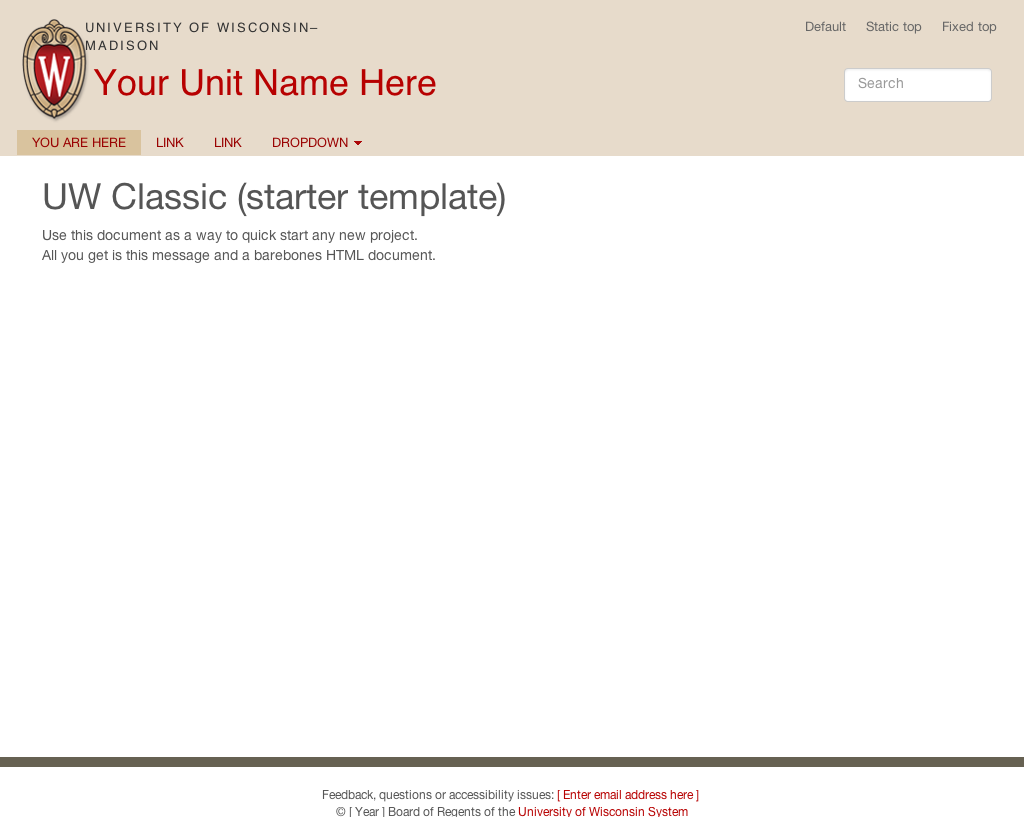 UNIVERSITY OF WISCONSIN–
MADISON
Default Static top Fixed top
W
Your Unit Name Here
Search
YOU ARE HERE LINK LINK DROPDOWN
UW Classic (starter template)
Use this document as a way to quick start any new project.
All you get is this message and a barebones HTML document.
Feedback, questions or accessibility issues: [ Enter email address here ]
© [ Year ] Board of Regents of the University of Wisconsin System